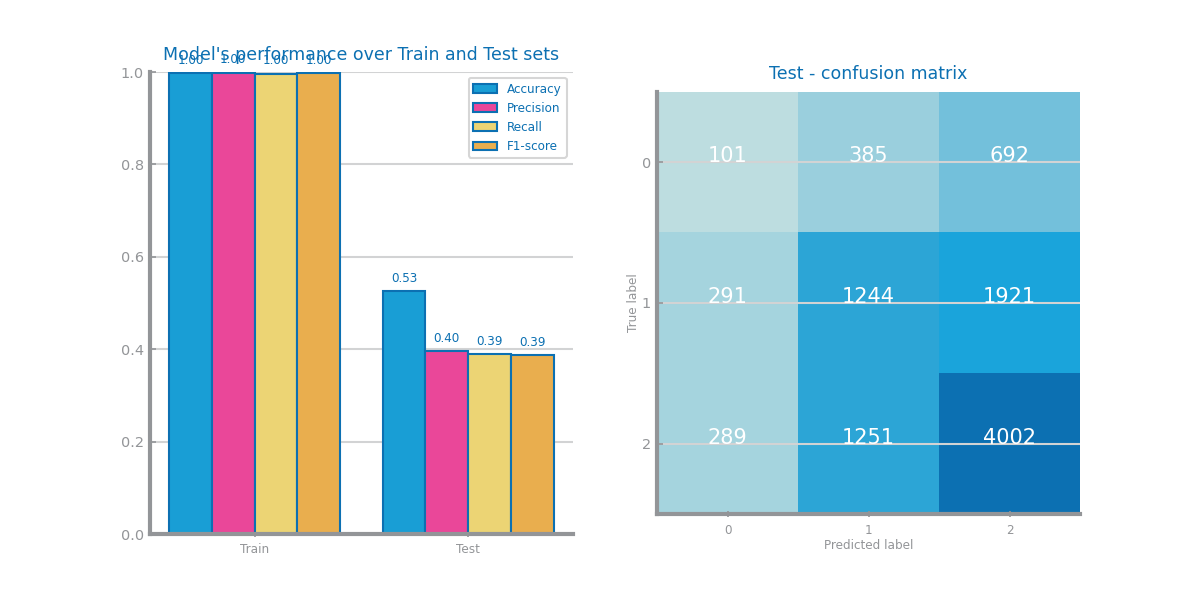 Model's performance over Train and Test sets
1.00 1.00 1.00 1.00
1.0
0.8
0.6
0.4
0.2
0.0
Accuracy
Precision
Recall
F1-score
0.53
0.40
0.39
0.39
Train
Test
Test - confusion matrix
True label
0
1
2
101 385 692
291 1244 1921
289 1251 4002
0 1 2
Predicted label